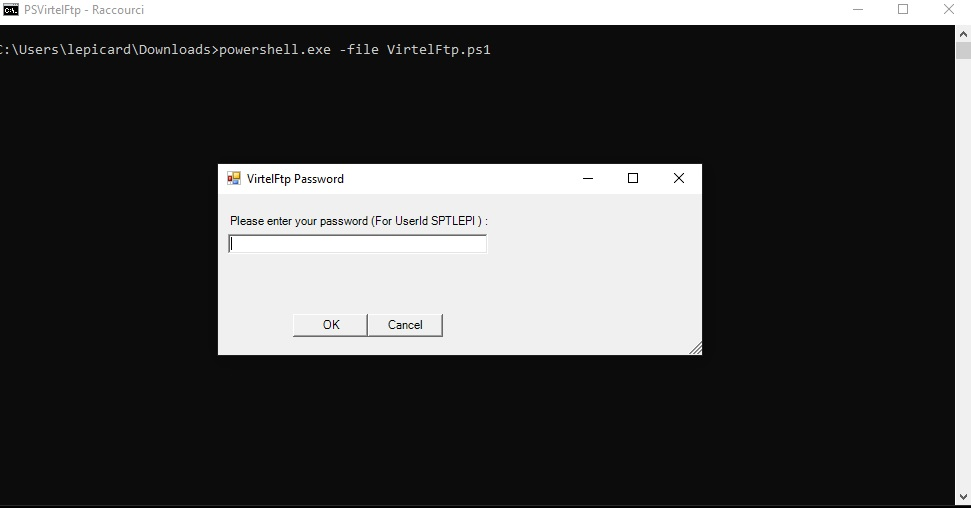 PSVirtelFtp - Raccourci
C:\Users\lepicard\Downloads>powershell.exe -file VirtelFtp.ps1
VirtelFtp Password
Please enter your password (For UserId SPTLEPI ) :
OK Cancel